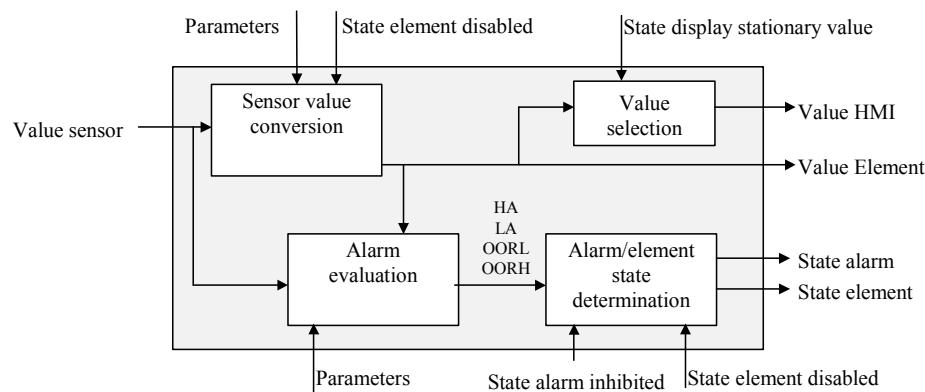 Parameters
State element disabled
State display stationary value
Sensor value
conversion
Value
selection
Value sensor
Value HMI
Value Element
HA
LA
OORL
OORH
Alarm
evaluation
Alarm/element
state
determination
State alarm
State element
Parameters
State alarm inhibited
State element disabled